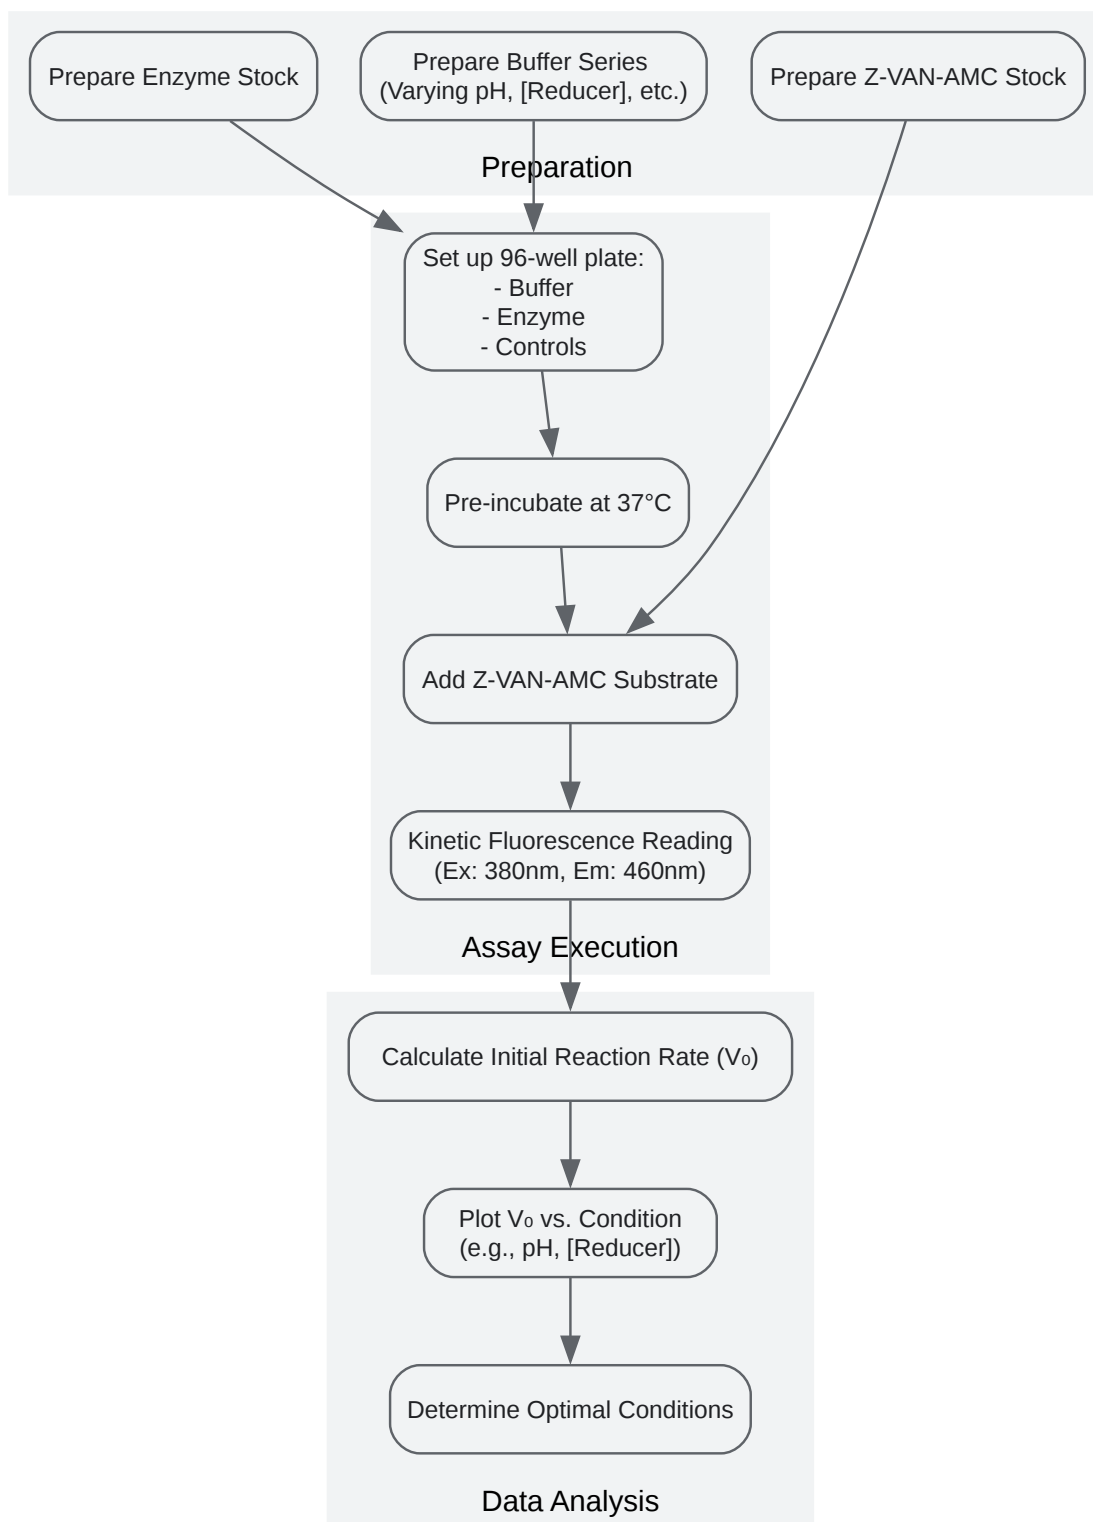 Prepare Enzyme Stock
Prepare Buffer Series
(Varying pH, [Reducer], etc.)
Prepare Z-VAN-AMC Stock
Preparation
Set up 96-well plate:
- Buffer
- Enzyme
- Controls
Pre-incubate at 37°C
Add Z-VAN-AMC Substrate
Kinetic Fluorescence Reading
(Ex: 380nm, Em: 460nm)
Assay Execution
Calculate Initial Reaction Rate (V₀)
Plot V₀ vs. Condition
(e.g., pH, [Reducer])
Determine Optimal Conditions
Data Analysis